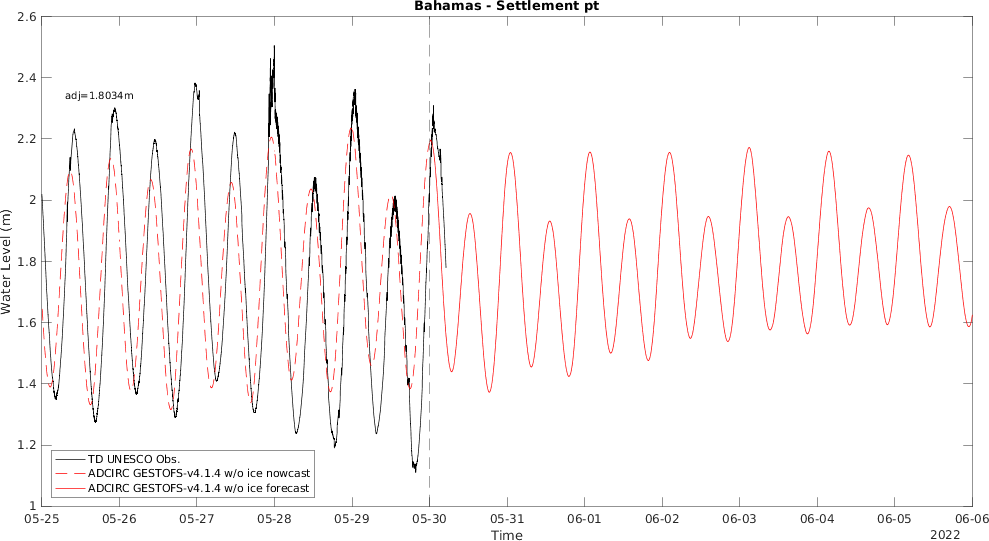 Bahamas - Settlement pt
2.6
2.4
adj=1.8034m
2.2
2
1.8
1.6
1.4
1.2
1
Water Level (m)
TD UNESCO Obs.
ADCIRC GESTOFS-v4.1.4 w/o ice nowcast
ADCIRC GESTOFS-v4.1.4 w/o ice forecast
05-25 05-26 05-27 05-28 05-29 05-30 05-31 06-01 06-02 06-03 06-04 06-05 06-06
Time
2022